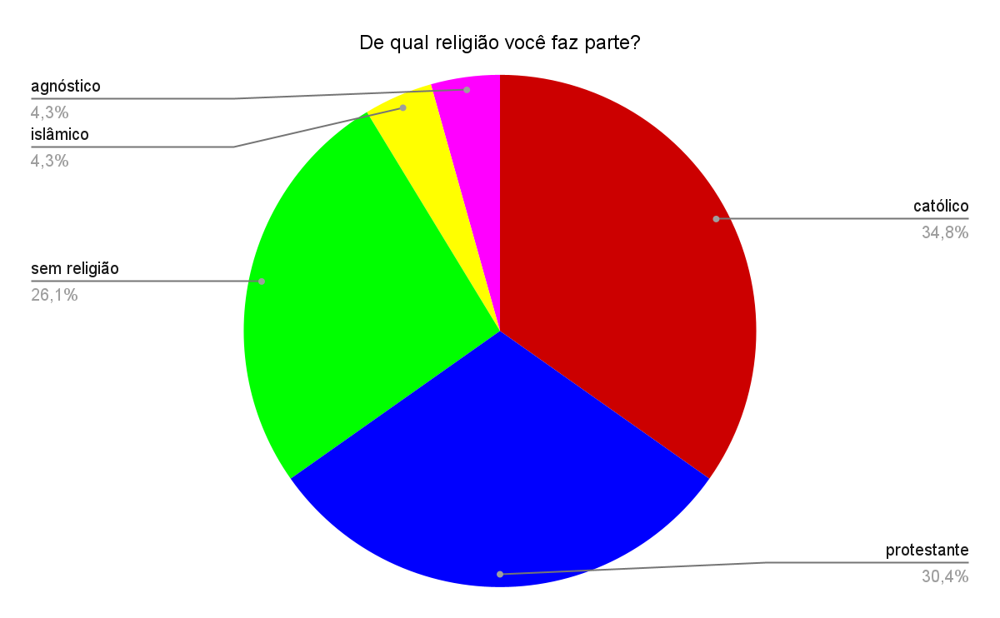 De qual religião você faz parte?
agnóstico
4,3%
islâmico
4,3%
católico
34,8%
sem religião
26,1%
protestante
30,4%